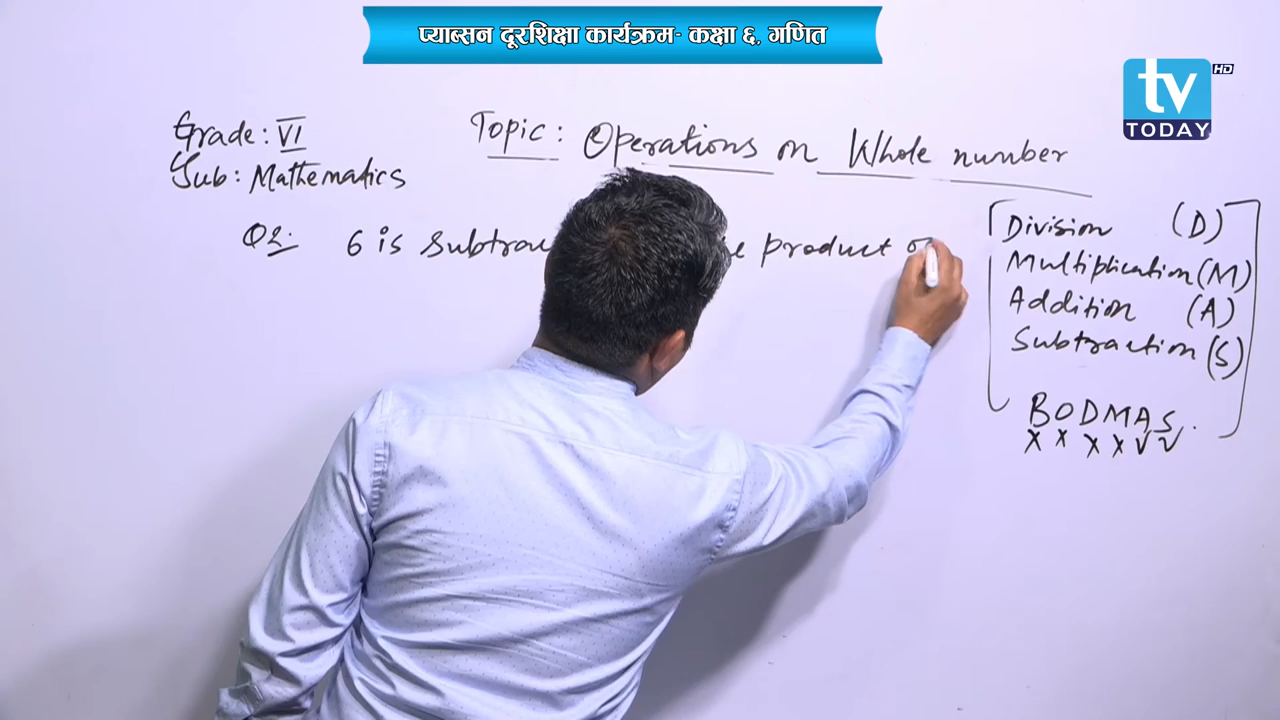 प्याब्सन दूरशिक्षा कार्यक्रम- कक्षा ६, गणित
tv HD
TODAY
Grade: VI
Topic: Operations on Whole number
Sub: Mathematics
Q2. 6 is subtrac product o
Division (D)
Multiplication (M)
Addition (A)
Subtraction (S)
BODMAS.
X X X X ✓ ✓